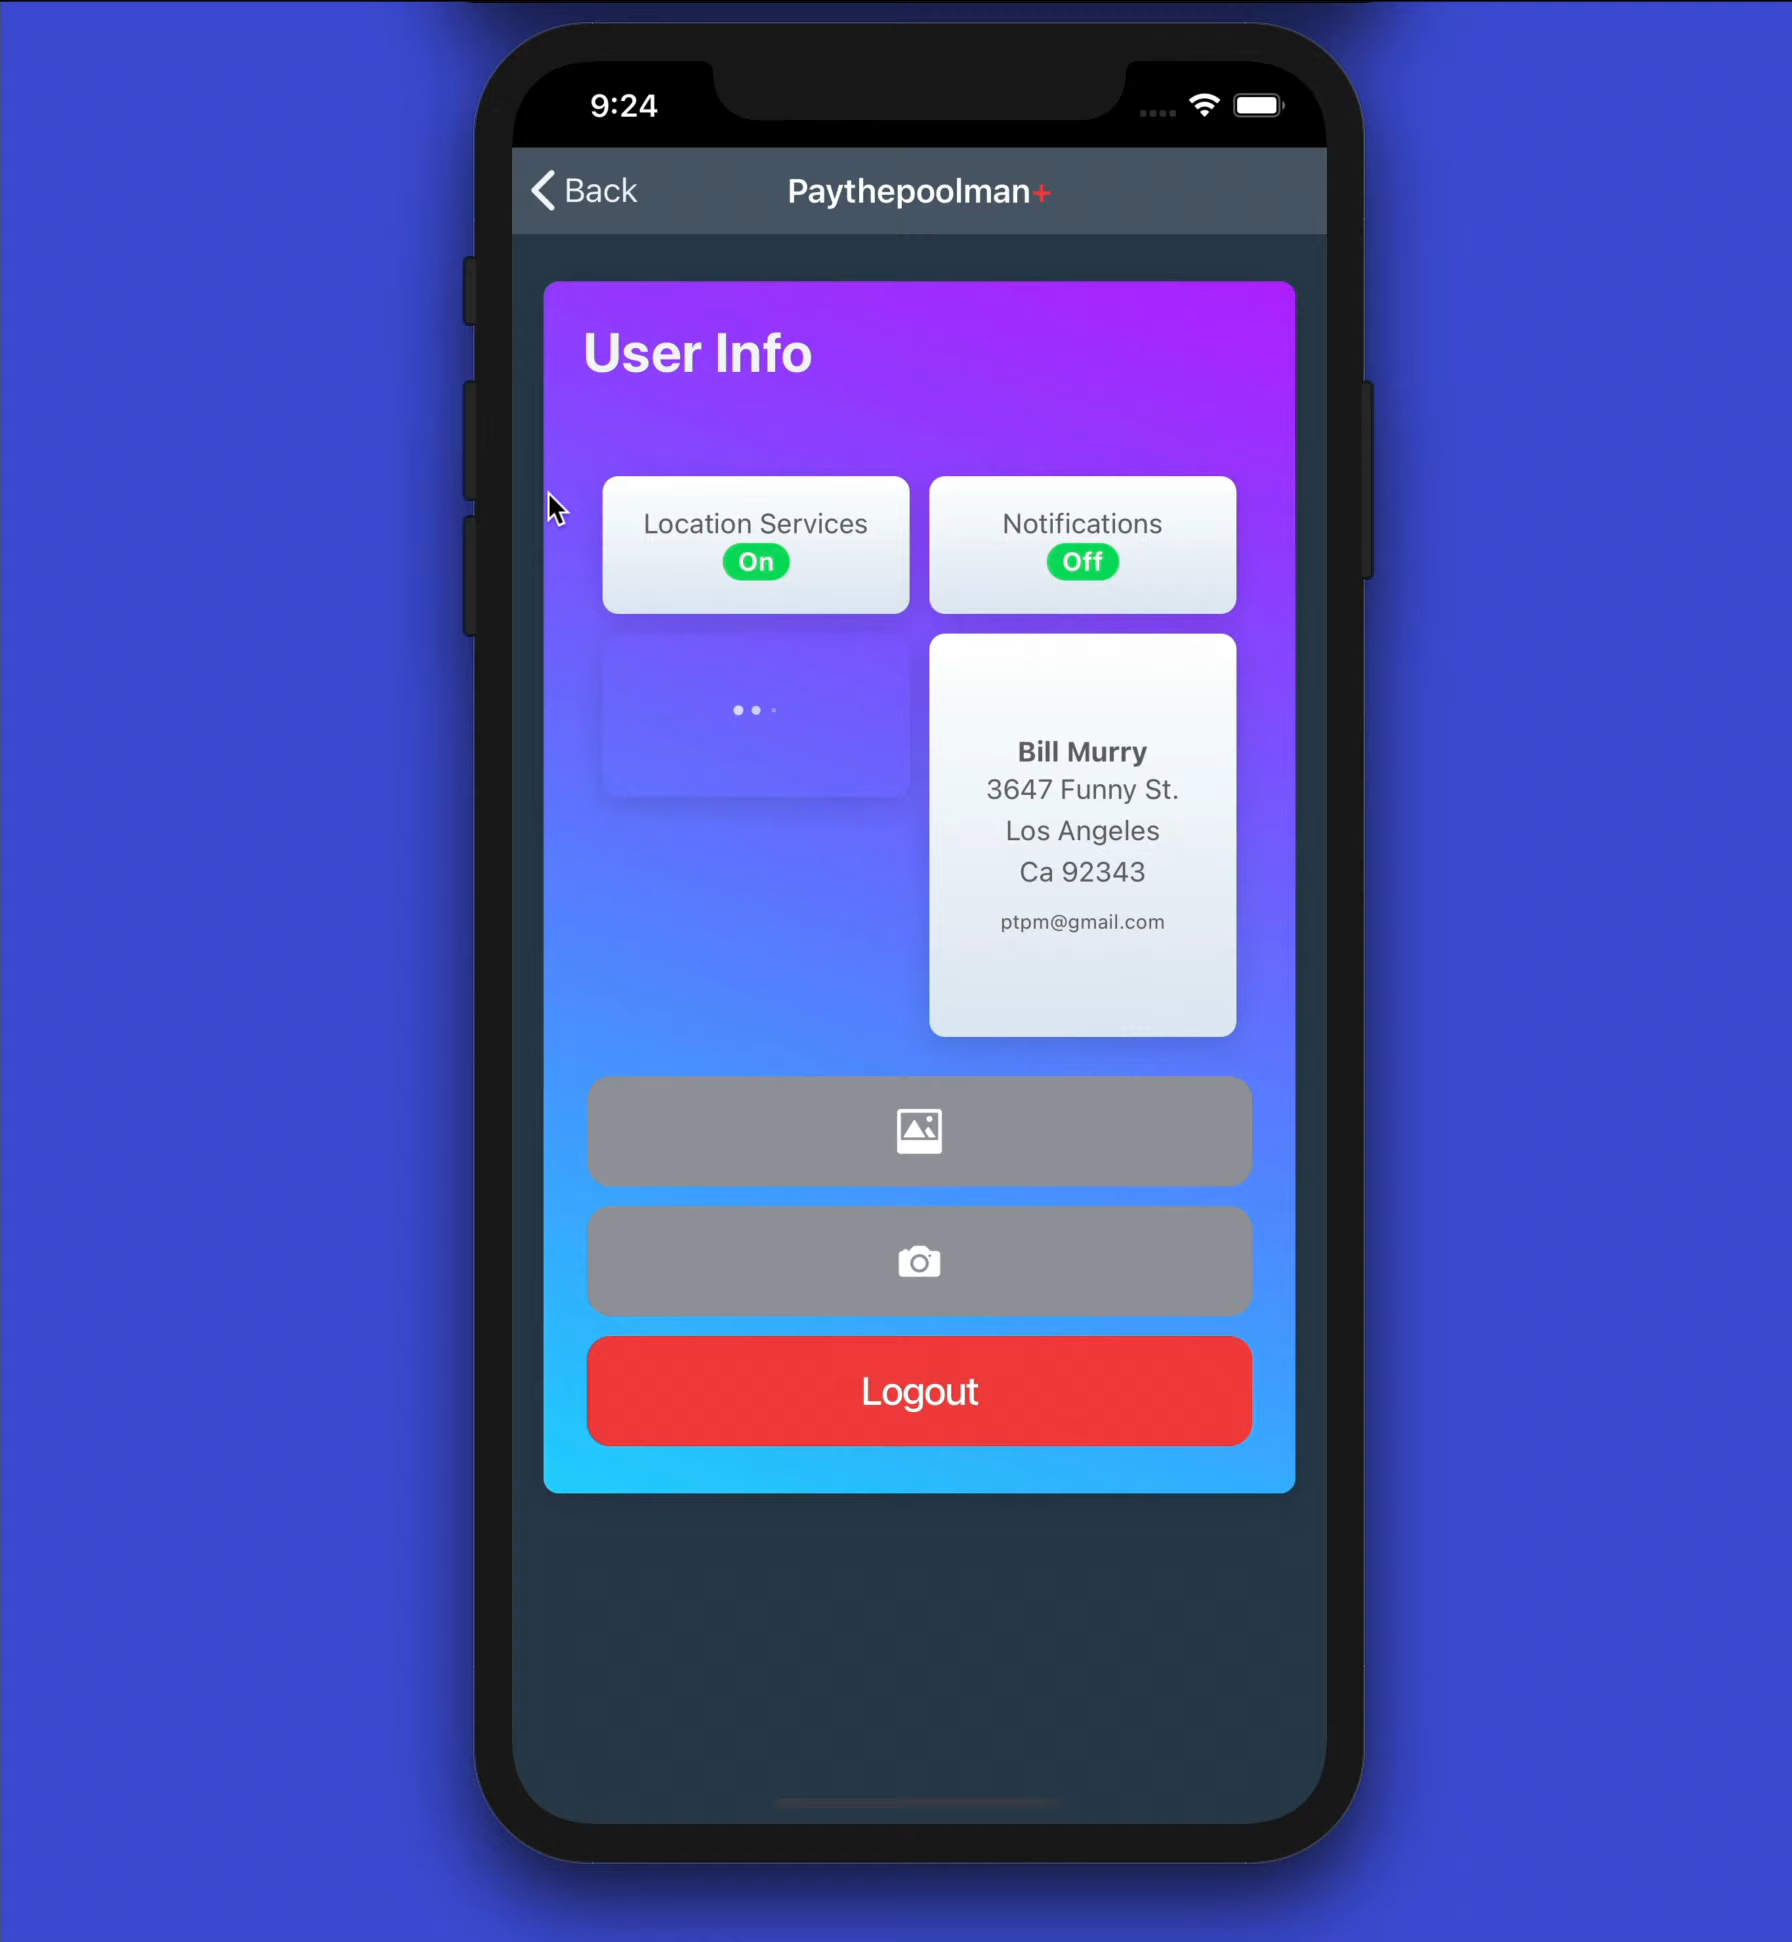 9:24
Back
Paythepoolman+
User Info
Location Services
On
Notifications
Off
Bill Murry
3647 Funny St.
Los Angeles
Ca 92343
ptpm@gmail.com
Logout